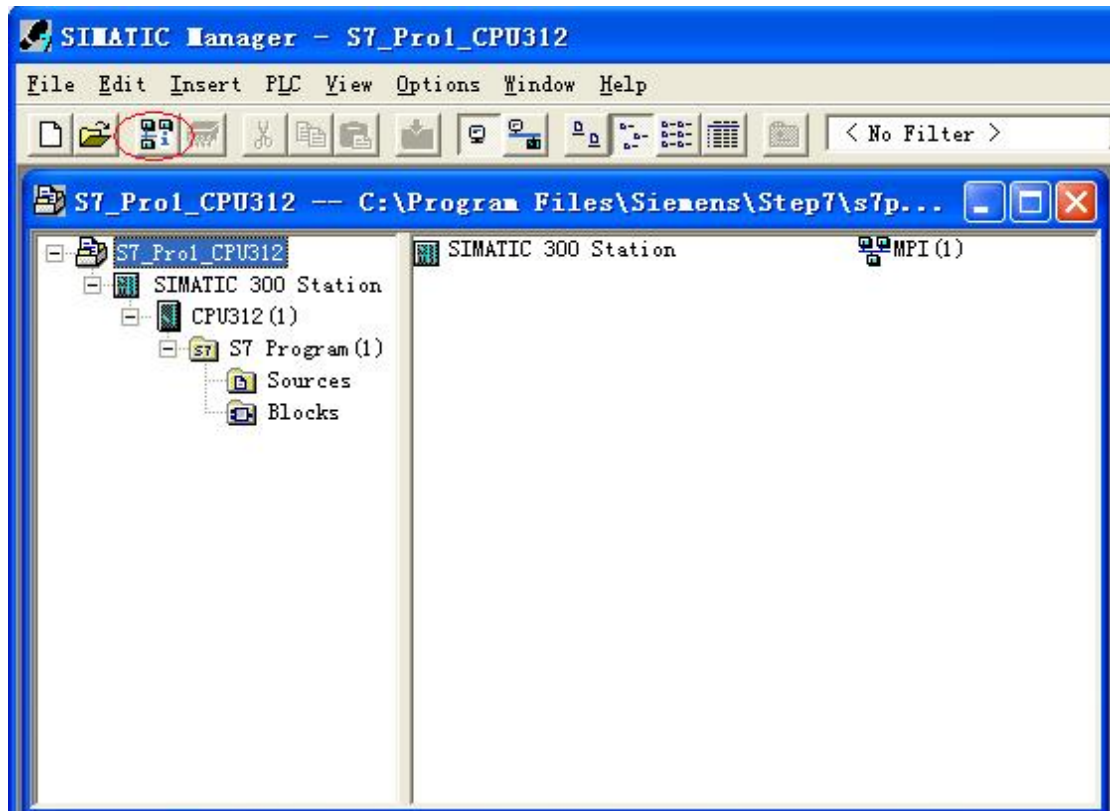 SIMATIC Manager - S7_Pro1_CPU312
File Edit Insert PLC View Options Window Help
< No Filter >
S7_Pro1_CPU312 -- C:\Program Files\Siemens\Step7\s7p...
S7_Pro1_CPU312
SIMATIC 300 Station
CPU312(1)
S7 Program(1)
Sources
Blocks
SIMATIC 300 Station MPI(1)